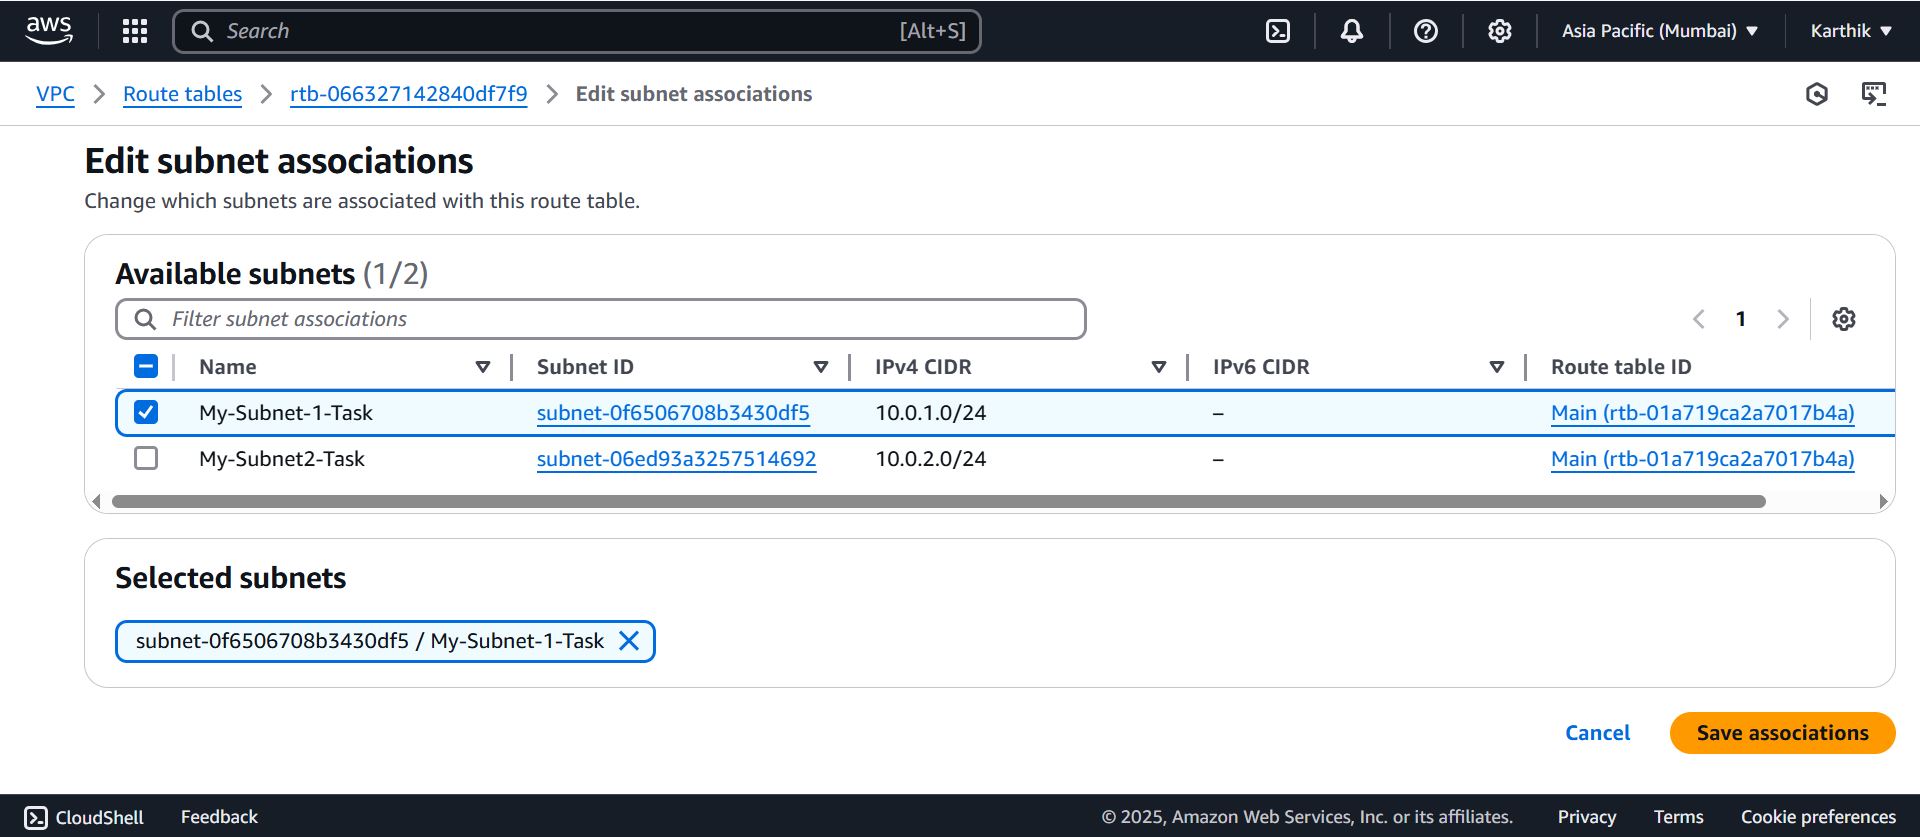 aws Search [Alt+S] Asia Pacific (Mumbai) Karthik
VPC Route tables rtb-066327142840df7f9 Edit subnet associations
Edit subnet associations
Change which subnets are associated with this route table.
Available subnets (1/2)
Filter subnet associations 1
Name Subnet ID IPv4 CIDR IPv6 CIDR Route table ID
My-Subnet-1-Task subnet-0f6506708b3430df5 10.0.1.0/24 – Main (rtb-01a719ca2a7017b4a)
My-Subnet2-Task subnet-06ed93a3257514692 10.0.2.0/24 – Main (rtb-01a719ca2a7017b4a)
Selected subnets
subnet-0f6506708b3430df5 / My-Subnet-1-Task
Cancel Save associations
CloudShell Feedback © 2025, Amazon Web Services, Inc. or its affiliates. Privacy Terms Cookie preferences